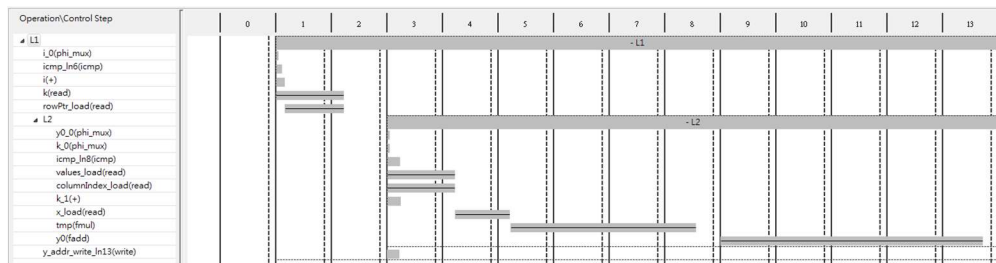 Operation\Control Step 0 1 2 3 4 5 6 7 8 9 10 11 12 13
L1 - L1
i_0(phi_mux)
icmp_ln6(icmp)
i(+)
k(read)
rowPtr_load(read)
L2 - L2
y0_0(phi_mux)
k_0(phi_mux)
icmp_ln8(icmp)
values_load(read)
columnIndex_load(read)
k_1(+)
x_load(read)
tmp(fmul)
y0(fadd)
y_addr_write_ln13(write)